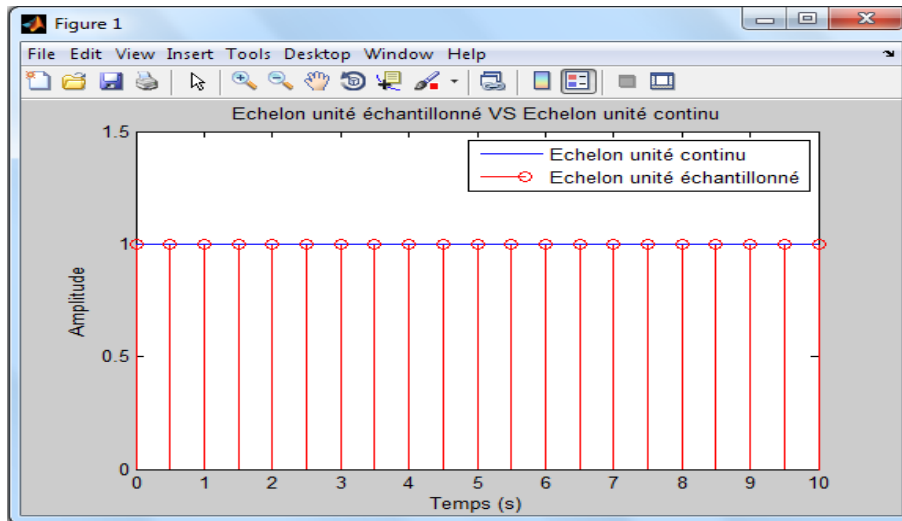 Figure 1
File Edit View Insert Tools Desktop Window Help
Echelon unité échantillonné VS Echelon unité continu
1.5
Echelon unité continu
Echelon unité échantillonné
1
Amplitude
0.5
0
0 1 2 3 4 5 6 7 8 9 10
Temps (s)